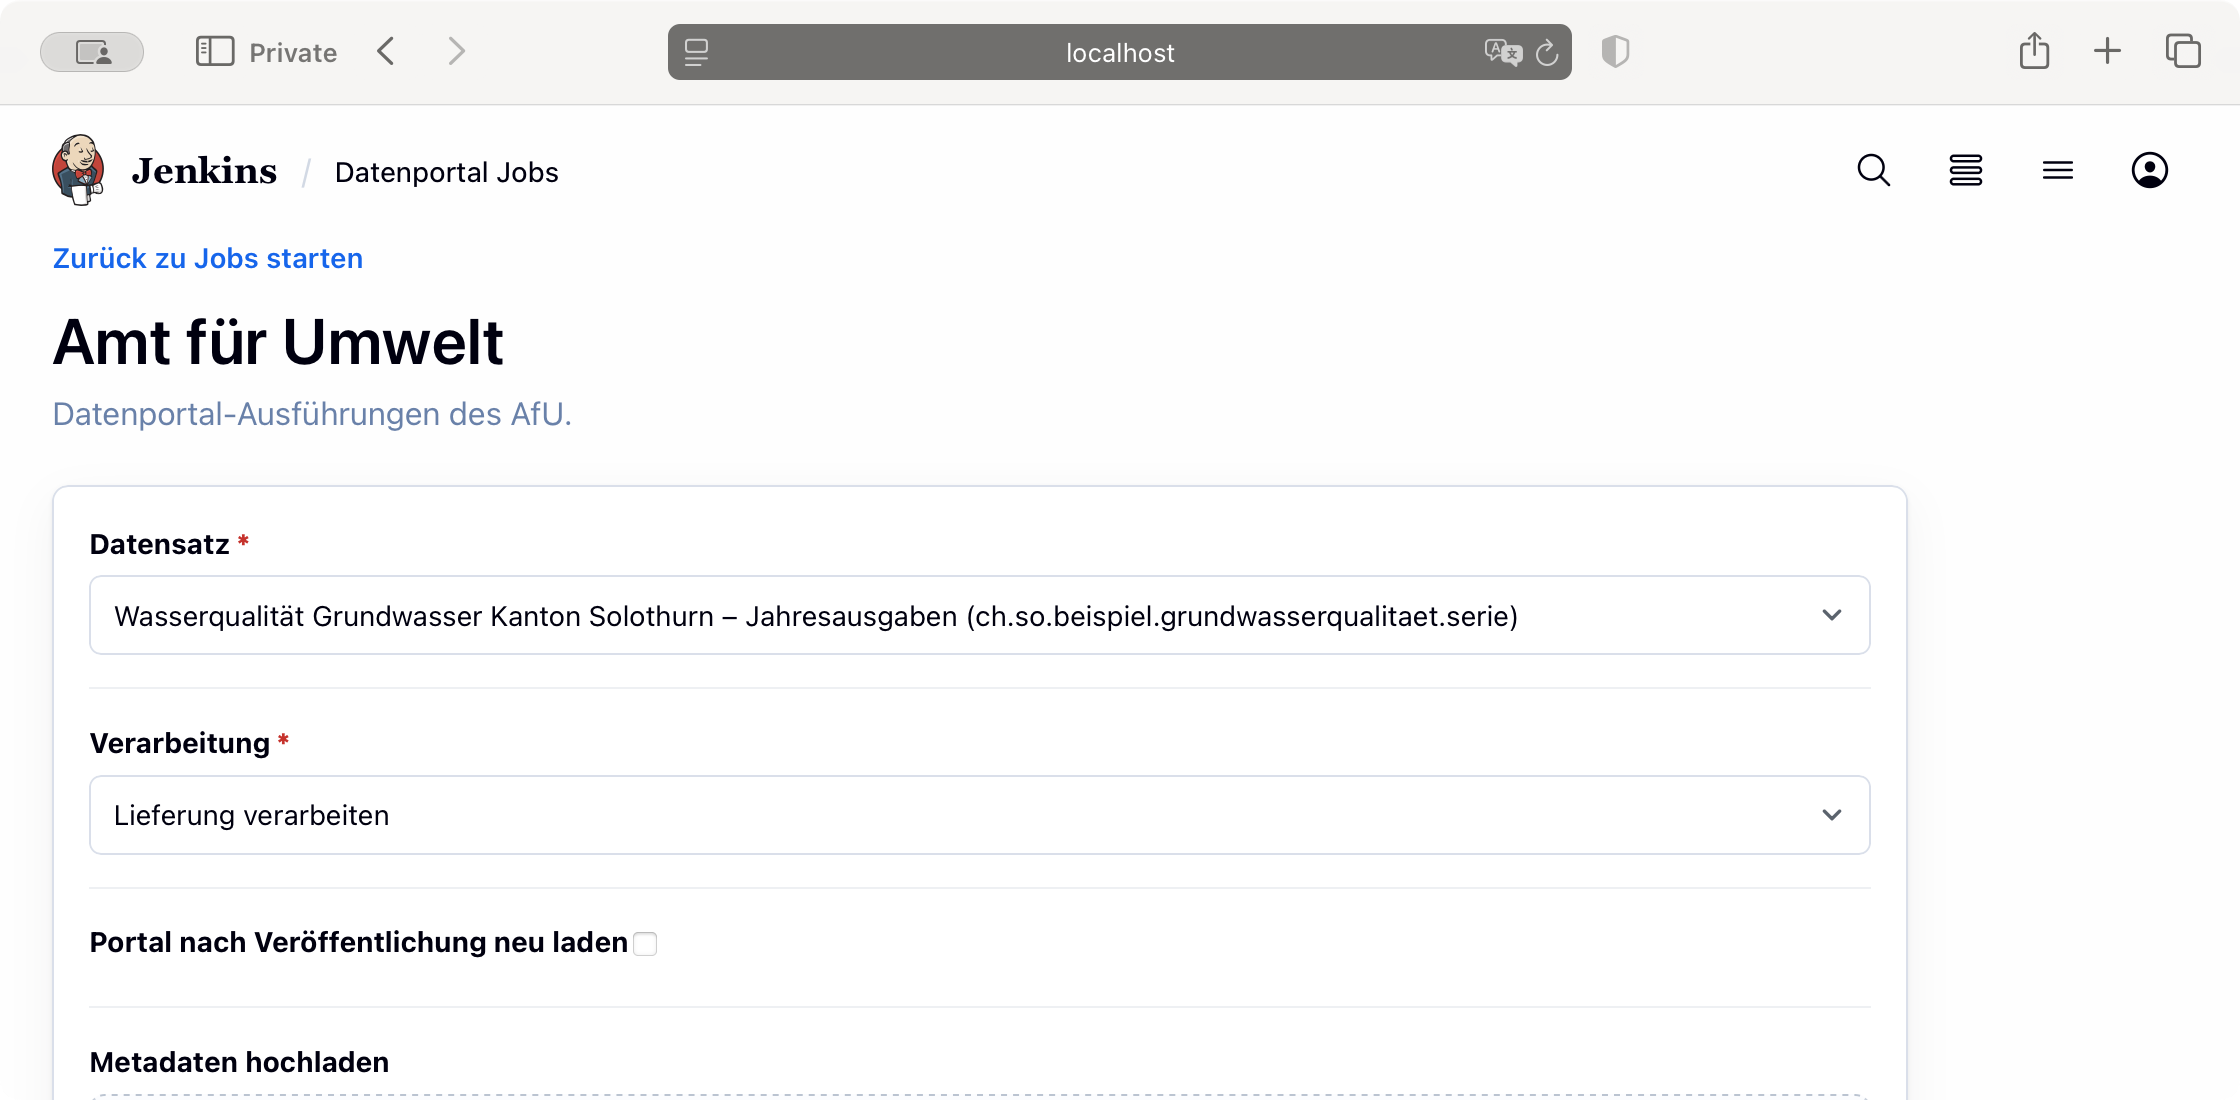 Private
localhost
Jenkins / Datenportal Jobs
Zurück zu Jobs starten
Amt für Umwelt
Datenportal-Ausführungen des AfU.
Datensatz *
Wasserqualität Grundwasser Kanton Solothurn – Jahresausgaben (ch.so.beispiel.grundwasserqualitaet.serie)
Verarbeitung *
Lieferung verarbeiten
Portal nach Veröffentlichung neu laden
Metadaten hochladen